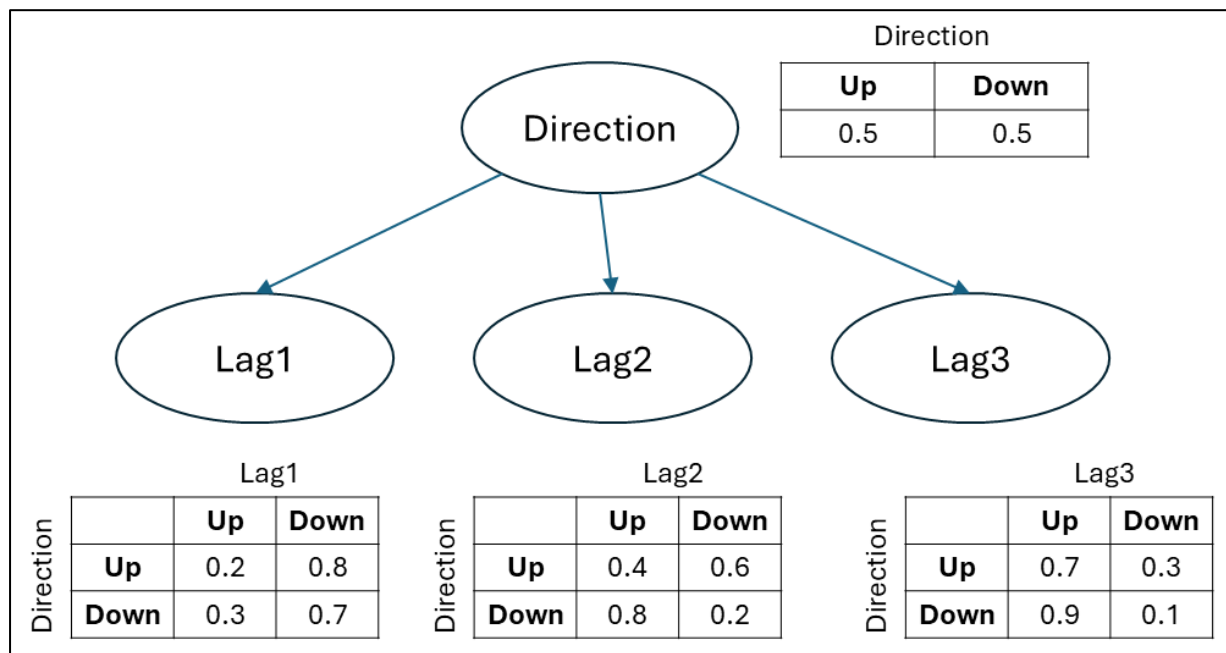 Direction
Up Down
0.5 0.5
Direction
Lag1 Lag2 Lag3
Lag1
Direction
Up Down
Up 0.2 0.8
Down 0.3 0.7
Lag2
Direction
Up Down
Up 0.4 0.6
Down 0.8 0.2
Lag3
Direction
Up Down
Up 0.7 0.3
Down 0.9 0.1